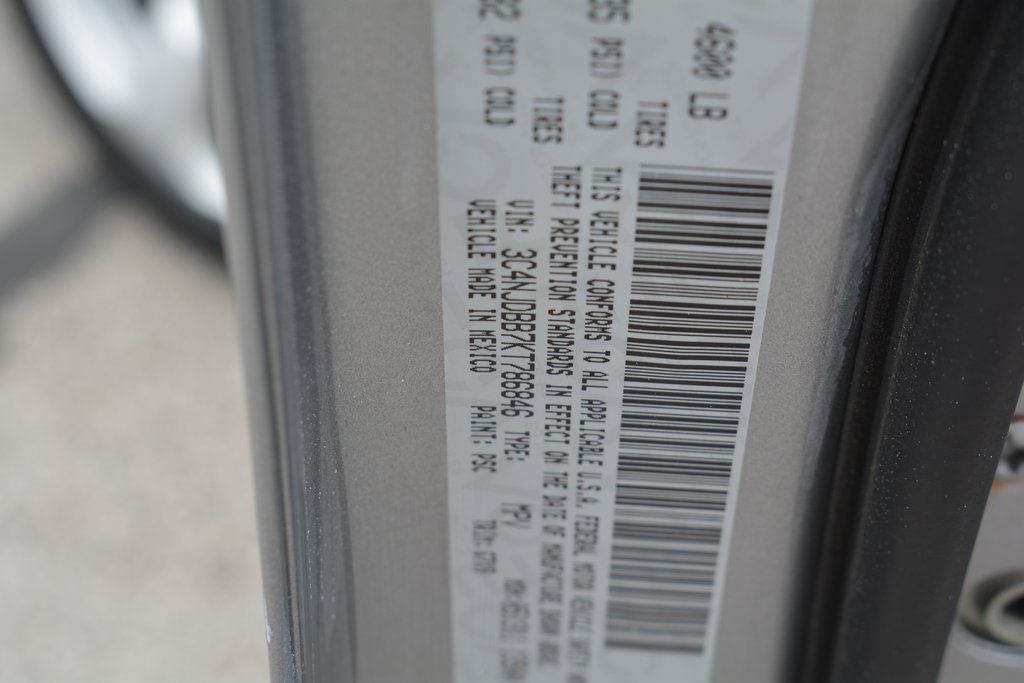 4600 LB
TIRES
35 PSI) COLD
TIRES
32 PSI) COLD
THIS VEHICLE CONFORMS TO ALL APPLICABLE U.S.A. FEDERAL MOTOR VEHICLE SAFETY
THEFT PREVENTION STANDARDS IN EFFECT ON THE DATE OF MANUFACTURE SHOWN ABOVE.
VIN: 3C4NJDBB7KT786846 TYPE: MPV
VEHICLE MADE IN MEXICO PAINT: PSC